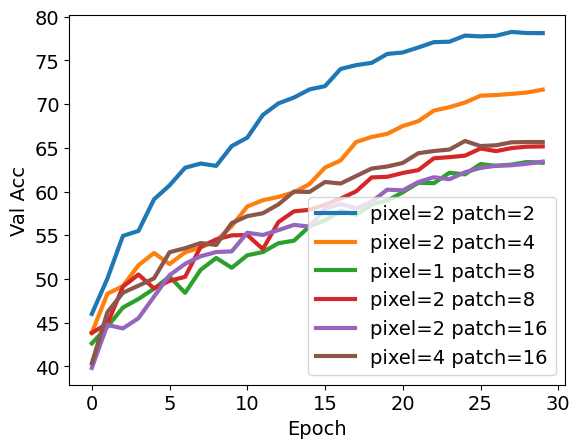 80
75
70
65
60
55
50
45
40
Val Acc
0 5 10 15 20 25 30
Epoch
pixel=2 patch=2
pixel=2 patch=4
pixel=1 patch=8
pixel=2 patch=8
pixel=2 patch=16
pixel=4 patch=16